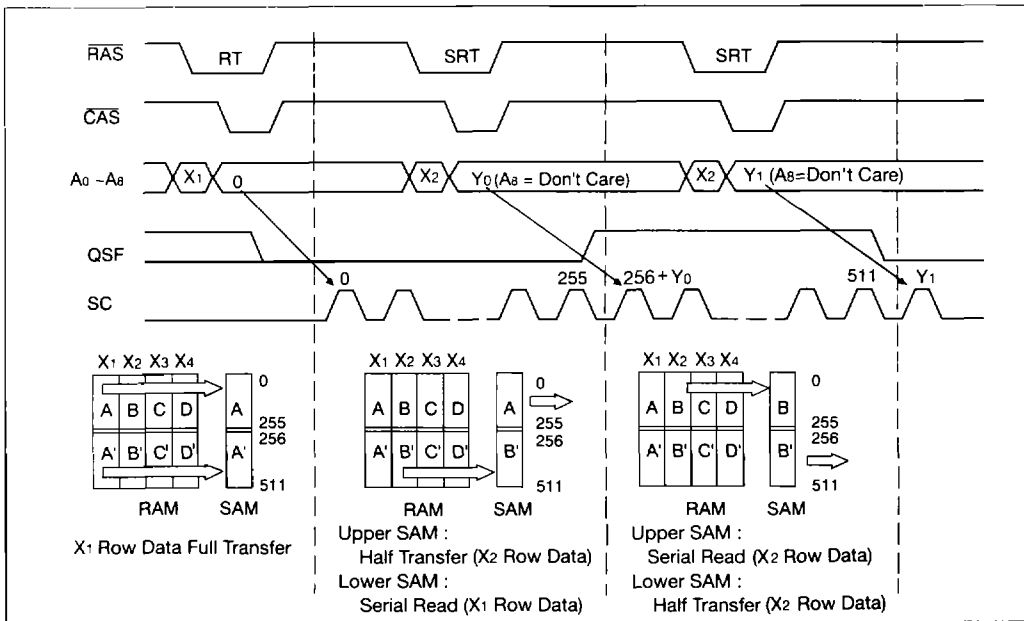 RAS RT SRT SRT
CAS
A0 ~A8 X1 0 X2 Y0 (A8 = Don't Care) X2 Y1 (A8=Don't Care)
QSF
SC 0 255 256 + Y0 511 Y1
X1 X2 X3 X4 X1 X2 X3 X4 X1 X2 X3 X4
0 0 0
A B C D A A B C D A A B C D B
255 255 255
256 256 256
A' B' C' D' A' A' B' C' D' B' A' B' C' D' B'
511 511 511
RAM SAM RAM SAM RAM SAM
X1 Row Data Full Transfer
Upper SAM :
Half Transfer (X2 Row Data)
Lower SAM :
Serial Read (X1 Row Data)
Upper SAM :
Serial Read (X2 Row Data)
Lower SAM :
Half Transfer (X2 Row Data)